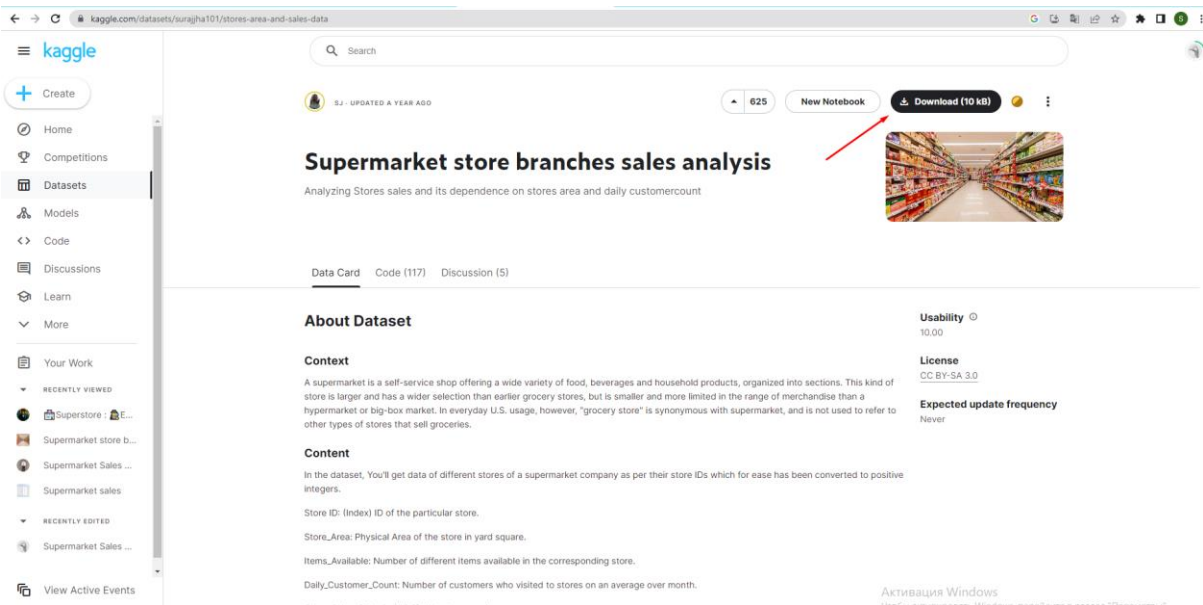 kaggle.com/datasets/surajjha101/stores-area-and-sales-data
kaggle
Search
Create
Home
Competitions
Datasets
Models
Code
Discussions
Learn
More
Your Work
RECENTLY VIEWED
Superstore : E...
Supermarket store b...
Supermarket Sales ...
Supermarket sales
RECENTLY EDITED
Supermarket Sales ...
View Active Events
SJ · UPDATED A YEAR AGO
625
New Notebook
Download (10 kB)
Supermarket store branches sales analysis
Analyzing Stores sales and its dependence on stores area and daily customercount
Data Card Code (117) Discussion (5)
About Dataset
Context
A supermarket is a self-service shop offering a wide variety of food, beverages and household products, organized into sections. This kind of
store is larger and has a wider selection than earlier grocery stores, but is smaller and more limited in the range of merchandise than a
hypermarket or big-box market. In everyday U.S. usage, however, "grocery store" is synonymous with supermarket, and is not used to refer to
other types of stores that sell groceries.
Content
In the dataset, You'll get data of different stores of a supermarket company as per their store IDs which for ease has been converted to positive
integers.
Store ID: (Index) ID of the particular store.
Store_Area: Physical Area of the store in yard square.
Items_Available: Number of different items available in the corresponding store.
Daily_Customer_Count: Number of customers who visited to stores on an average over month.
Usability
10.00
License
CC BY-SA 3.0
Expected update frequency
Never
Активация Windows